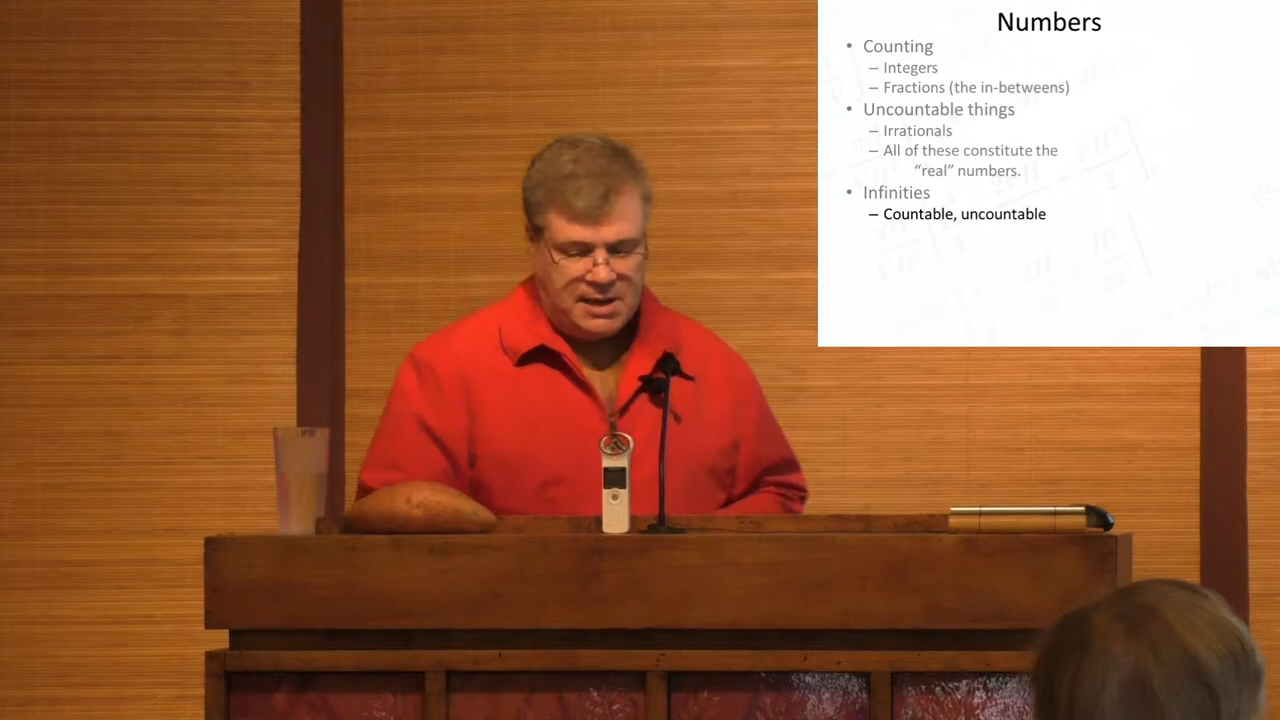 Numbers
• Counting
– Integers
– Fractions (the in-betweens)
• Uncountable things
– Irrationals
– All of these constitute the
“real” numbers.
• Infinities
– Countable, uncountable